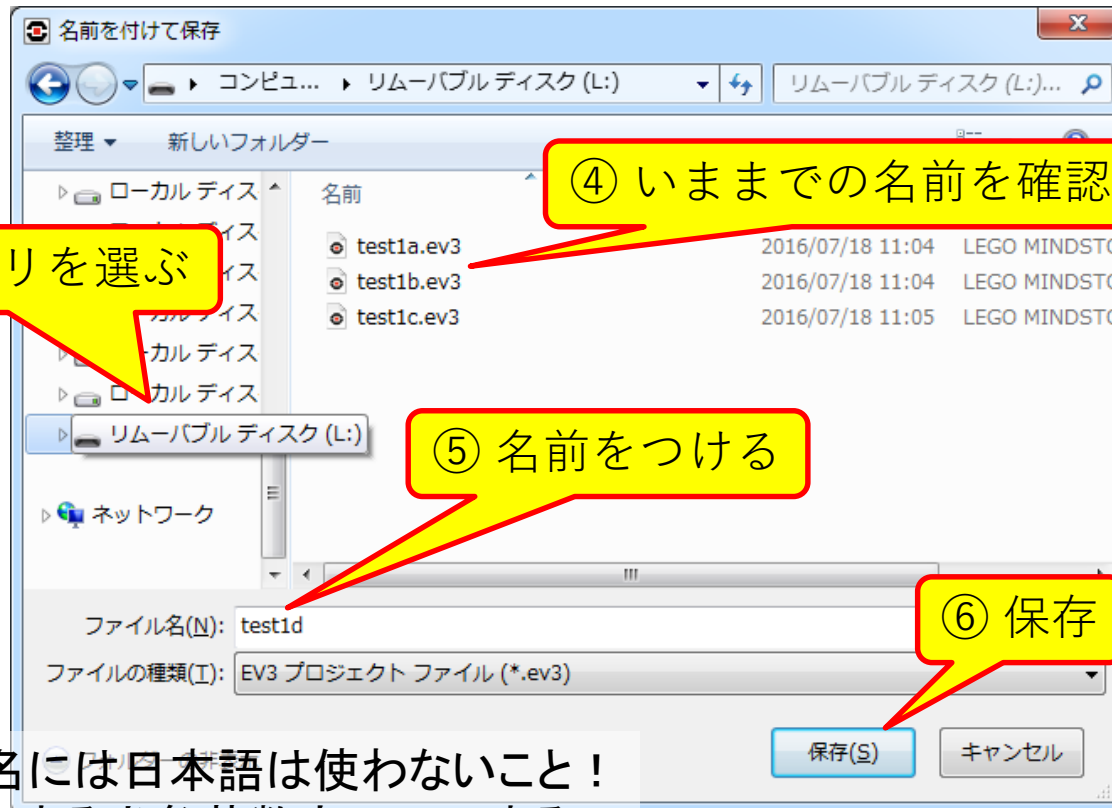 名前を付けて保存
コンピュ... ▸ リムーバブル ディスク (L:)
リムーバブル ディスク (L:)...
整理 ▼ 新しいフォルダー
④ いままでの名前を確認
ローカル ディス
名前
リを選ぶ
test1a.ev3 2016/07/18 11:04 LEGO MINDSTO
test1b.ev3 2016/07/18 11:04 LEGO MINDSTO
test1c.ev3 2016/07/18 11:05 LEGO MINDSTO
カル ディス
ローカル ディス
リムーバブル ディスク (L:)
⑤ 名前をつける
ネットワーク
ファイル名(N): test1d
⑥ 保存
ファイルの種類(T): EV3 プロジェクト ファイル (*.ev3)
保存(S) キャンセル
名には日本語は使わないこと！